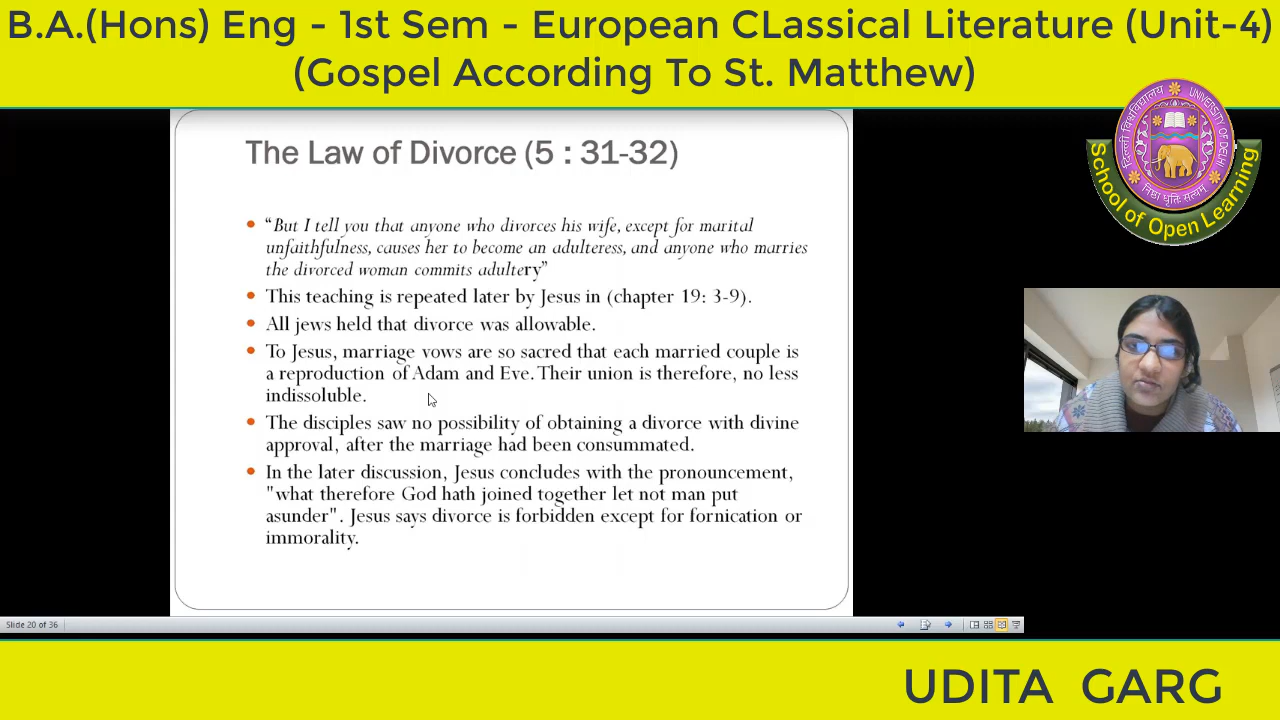 B.A.(Hons) Eng - 1st Sem - European CLassical Literature (Unit-4)
(Gospel According To St. Matthew)
दिल्ली विश्वविद्यालय
UNIVERSITY OF DELHI
निष्ठा धृतिः सत्यम्
School of Open Learning
The Law of Divorce (5 : 31-32)
• “But I tell you that anyone who divorces his wife, except for marital
unfaithfulness, causes her to become an adulteress, and anyone who marries
the divorced woman commits adultery”
• This teaching is repeated later by Jesus in (chapter 19: 3-9).
• All jews held that divorce was allowable.
• To Jesus, marriage vows are so sacred that each married couple is
a reproduction of Adam and Eve. Their union is therefore, no less
indissoluble.
• The disciples saw no possibility of obtaining a divorce with divine
approval, after the marriage had been consummated.
• In the later discussion, Jesus concludes with the pronouncement,
"what therefore God hath joined together let not man put
asunder". Jesus says divorce is forbidden except for fornication or
immorality.
Slide 20 of 36
UDITA GARG